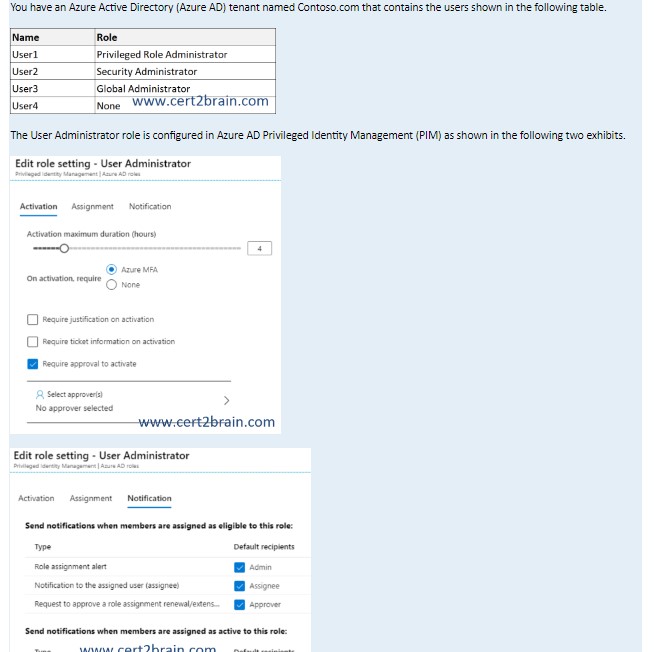 You have an Azure Active Directory (Azure AD) tenant named Contoso.com that contains the users shown in the following table.
Name Role
User1 Privileged Role Administrator
User2 Security Administrator
User3 Global Administrator
User4 None
www.cert2brain.com
The User Administrator role is configured in Azure AD Privileged Identity Management (PIM) as shown in the following two exhibits.
Edit role setting - User Administrator
Privileged Identity Management | Azure AD roles
Activation Assignment Notification
Activation maximum duration (hours)
4
On activation, require
Azure MFA
None
Require justification on activation
Require ticket information on activation
Require approval to activate
Select approver(s)
No approver selected
www.cert2brain.com
Edit role setting - User Administrator
Privileged Identity Management | Azure AD roles
Activation Assignment Notification
Send notifications when members are assigned as eligible to this role:
Type Default recipients
Role assignment alert Admin
Notification to the assigned user (assignee) Assignee
Request to approve a role assignment renewal/extens... Approver
Send notifications when members are assigned as active to this role:
Type Default recipients
www.cert2brain.com